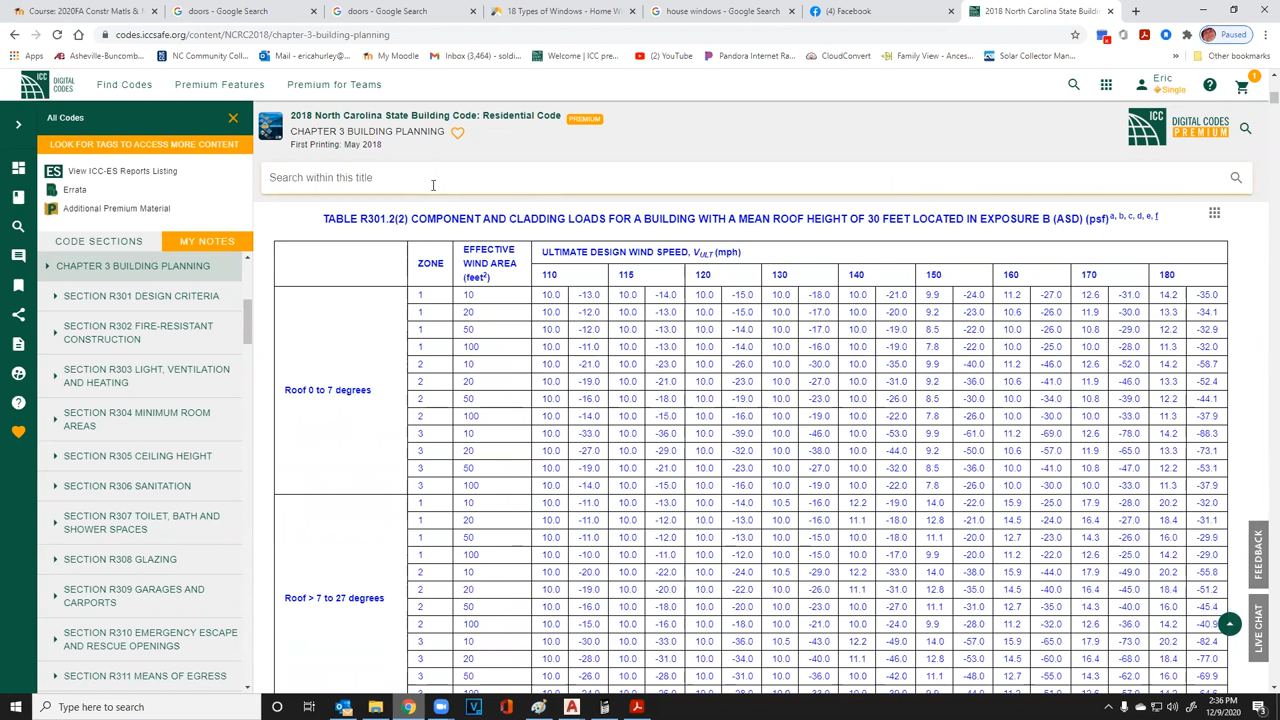 Course: 2020FA Constr Matls & M
doors - Google Search
doors - Google Search
18 Types of Windows - W
house windows - Google S
(4) Facebook
2018 North Carolina State Buildin
codes.iccsafe.org/content/NCRC2018/chapter-3-building-planning
Paused
Apps
Asheville-Buncomb...
CoCoursework
Mail - ericahurley@...
My Moodle
Inbox (3,464) - soldi...
Welcome | ICC pre...
(2) YouTube
Pandora Internet Ra...
CloudConvert
Family View - Ances...
Solar Collector Man...
Other bookmarks
ICC DIGITAL CODES
Find Codes
Premium Features
Premium for Teams
Eric
Single
1
All Codes
LOOK FOR TAGS TO ACCESS MORE CONTENT
ES View ICC-ES Reports Listing
Errata
Additional Premium Material
CODE SECTIONS
MY NOTES
CHAPTER 3 BUILDING PLANNING
SECTION R301 DESIGN CRITERIA
SECTION R302 FIRE-RESISTANT
CONSTRUCTION
SECTION R303 LIGHT, VENTILATION
AND HEATING
SECTION R304 MINIMUM ROOM
AREAS
SECTION R305 CEILING HEIGHT
SECTION R306 SANITATION
SECTION R307 TOILET, BATH AND
SHOWER SPACES
SECTION R308 GLAZING
SECTION R309 GARAGES AND
CARPORTS
SECTION R310 EMERGENCY ESCAPE
AND RESCUE OPENINGS
SECTION R311 MEANS OF EGRESS
2018 North Carolina State Building Code: Residential Code PREMIUM
CHAPTER 3 BUILDING PLANNING
First Printing: May 2018
DIGITAL CODES
PREMIUM
Search within this title
TABLE R301.2(2) COMPONENT AND CLADDING LOADS FOR A BUILDING WITH A MEAN ROOF HEIGHT OF 30 FEET LOCATED IN EXPOSURE B (ASD) (psf) a, b, c, d, e, f
ZONE
EFFECTIVE
WIND AREA
(feet2)
ULTIMATE DESIGN WIND SPEED, VULT (mph)
110 115 120 130 140 150 160 170 180
Roof 0 to 7 degrees
1 10 10.0 -13.0 10.0 -14.0 10.0 -15.0 10.0 -18.0 10.0 -21.0 9.9 -24.0 11.2 -27.0 12.6 -31.0 14.2 -35.0
1 20 10.0 -12.0 10.0 -13.0 10.0 -15.0 10.0 -17.0 10.0 -20.0 9.2 -23.0 10.6 -26.0 11.9 -30.0 13.3 -34.1
1 50 10.0 -12.0 10.0 -13.0 10.0 -14.0 10.0 -17.0 10.0 -19.0 8.5 -22.0 10.0 -26.0 10.8 -29.0 12.2 -32.9
1 100 10.0 -11.0 10.0 -13.0 10.0 -14.0 10.0 -16.0 10.0 -19.0 7.8 -22.0 10.0 -25.0 10.0 -28.0 11.3 -32.0
2 10 10.0 -21.0 10.0 -23.0 10.0 -26.0 10.0 -30.0 10.0 -35.0 9.9 -40.0 11.2 -46.0 12.6 -52.0 14.2 -58.7
2 20 10.0 -19.0 10.0 -21.0 10.0 -23.0 10.0 -27.0 10.0 -31.0 9.2 -36.0 10.6 -41.0 11.9 -46.0 13.3 -52.4
2 50 10.0 -16.0 10.0 -18.0 10.0 -19.0 10.0 -23.0 10.0 -26.0 8.5 -30.0 10.0 -34.0 10.8 -39.0 12.2 -44.1
2 100 10.0 -14.0 10.0 -15.0 10.0 -16.0 10.0 -19.0 10.0 -22.0 7.8 -26.0 10.0 -30.0 10.0 -33.0 11.3 -37.9
3 10 10.0 -33.0 10.0 -36.0 10.0 -39.0 10.0 -46.0 10.0 -53.0 9.9 -61.0 11.2 -69.0 12.6 -78.0 14.2 -88.3
3 20 10.0 -27.0 10.0 -29.0 10.0 -32.0 10.0 -38.0 10.0 -44.0 9.2 -50.0 10.6 -57.0 11.9 -65.0 13.3 -73.1
3 50 10.0 -19.0 10.0 -21.0 10.0 -23.0 10.0 -27.0 10.0 -32.0 8.5 -36.0 10.0 -41.0 10.8 -47.0 12.2 -53.1
3 100 10.0 -14.0 10.0 -15.0 10.0 -16.0 10.0 -19.0 10.0 -22.0 7.8 -26.0 10.0 -30.0 10.0 -33.0 11.3 -37.9
Roof > 7 to 27 degrees
1 10 10.0 -11.0 10.0 -13.0 10.0 -14.0 10.5 -16.0 12.2 -19.0 14.0 -22.0 15.9 -25.0 17.9 -28.0 20.2 -32.0
1 20 10.0 -11.0 10.0 -12.0 10.0 -13.0 10.0 -16.0 11.1 -18.0 12.8 -21.0 14.5 -24.0 16.4 -27.0 18.4 -31.1
1 50 10.0 -11.0 10.0 -12.0 10.0 -13.0 10.0 -15.0 10.0 -18.0 11.1 -20.0 12.7 -23.0 14.3 -26.0 16.0 -29.9
1 100 10.0 -10.0 10.0 -11.0 10.0 -12.0 10.0 -15.0 10.0 -17.0 9.9 -20.0 11.2 -22.0 12.6 -25.0 14.2 -29.0
2 10 10.0 -20.0 10.0 -22.0 10.0 -24.0 10.5 -29.0 12.2 -33.0 14.0 -38.0 15.9 -44.0 17.9 -49.0 20.2 -55.8
2 20 10.0 -19.0 10.0 -20.0 10.0 -22.0 10.0 -26.0 11.1 -31.0 12.8 -35.0 14.5 -40.0 16.4 -45.0 18.4 -51.2
2 50 10.0 -16.0 10.0 -18.0 10.0 -20.0 10.0 -23.0 10.0 -27.0 11.1 -31.0 12.7 -35.0 14.3 -40.0 16.0 -45.4
2 100 10.0 -15.0 10.0 -16.0 10.0 -18.0 10.0 -21.0 10.0 -24.0 9.9 -28.0 11.2 -32.0 12.6 -36.0 14.2 -40.9
3 10 10.0 -30.0 10.0 -33.0 10.0 -36.0 10.5 -43.0 12.2 -49.0 14.0 -57.0 15.9 -65.0 17.9 -73.0 20.2 -82.4
3 20 10.0 -28.0 10.0 -31.0 10.0 -34.0 10.0 -40.0 11.1 -46.0 12.8 -53.0 14.5 -60.0 16.4 -68.0 18.4 -77.0
3 50 10.0 -26.0 10.0 -28.0 10.0 -31.0 10.0 -36.0 10.0 -42.0 11.1 -48.0 12.7 -55.0 14.3 -62.0 16.0 -69.9
FEEDBACK
LIVE CHAT
Type here to search
2:36 PM
12/9/2020